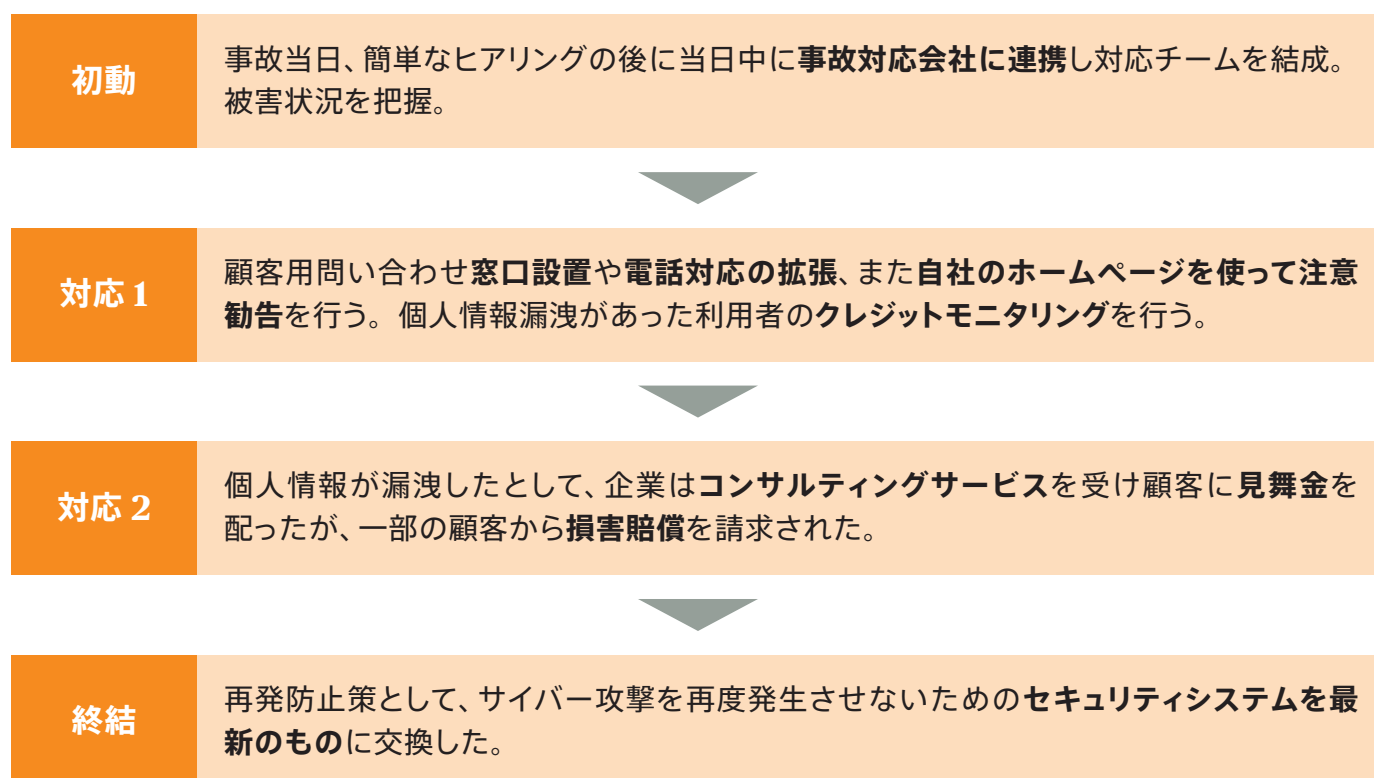 初動
事故当日、簡単なヒアリングの後に当日中に事故対応会社に連携し対応チームを結成。
被害状況を把握。
対応 1
顧客用問い合わせ窓口設置や電話対応の拡張、また自社のホームページを使って注意
勧告を行う。個人情報漏洩があった利用者のクレジットモニタリングを行う。
対応 2
個人情報が漏洩したとして、企業はコンサルティングサービスを受け顧客に見舞金を
配ったが、一部の顧客から損害賠償を請求された。
終結
再発防止策として、サイバー攻撃を再度発生させないためのセキュリティシステムを最
新のものに交換した。